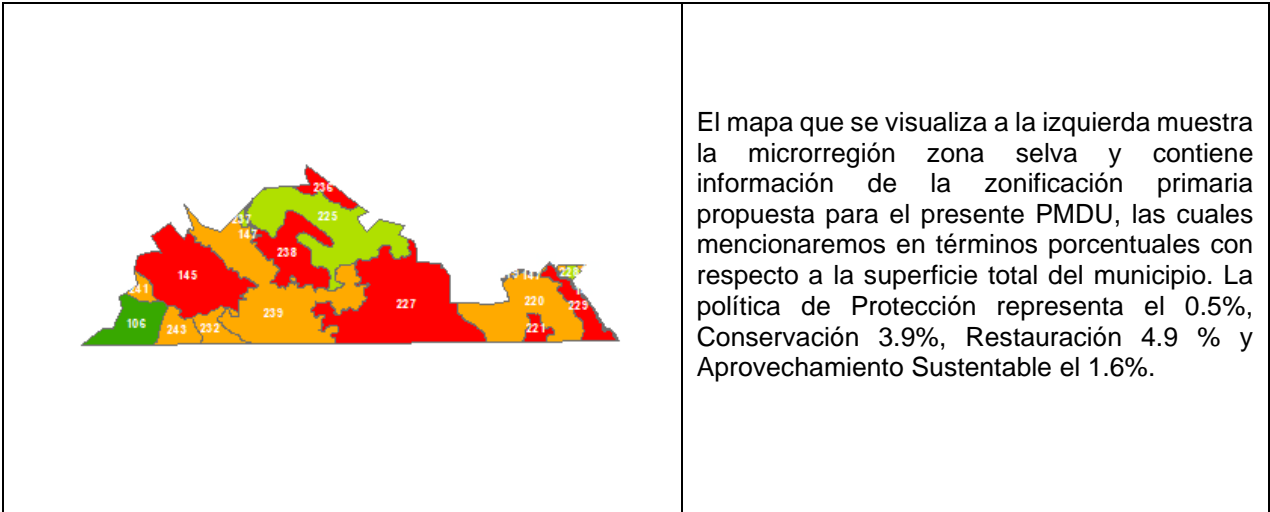 236
237
225
147
238
145
241
227
228
220
229
106
243
232
239
221
El mapa que se visualiza a la izquierda muestra
la microrregión zona selva y contiene
información de la zonificación primaria
propuesta para el presente PMDU, las cuales
mencionaremos en términos porcentuales con
respecto a la superficie total del municipio. La
política de Protección representa el 0.5%,
Conservación 3.9%, Restauración 4.9 % y
Aprovechamiento Sustentable el 1.6%.